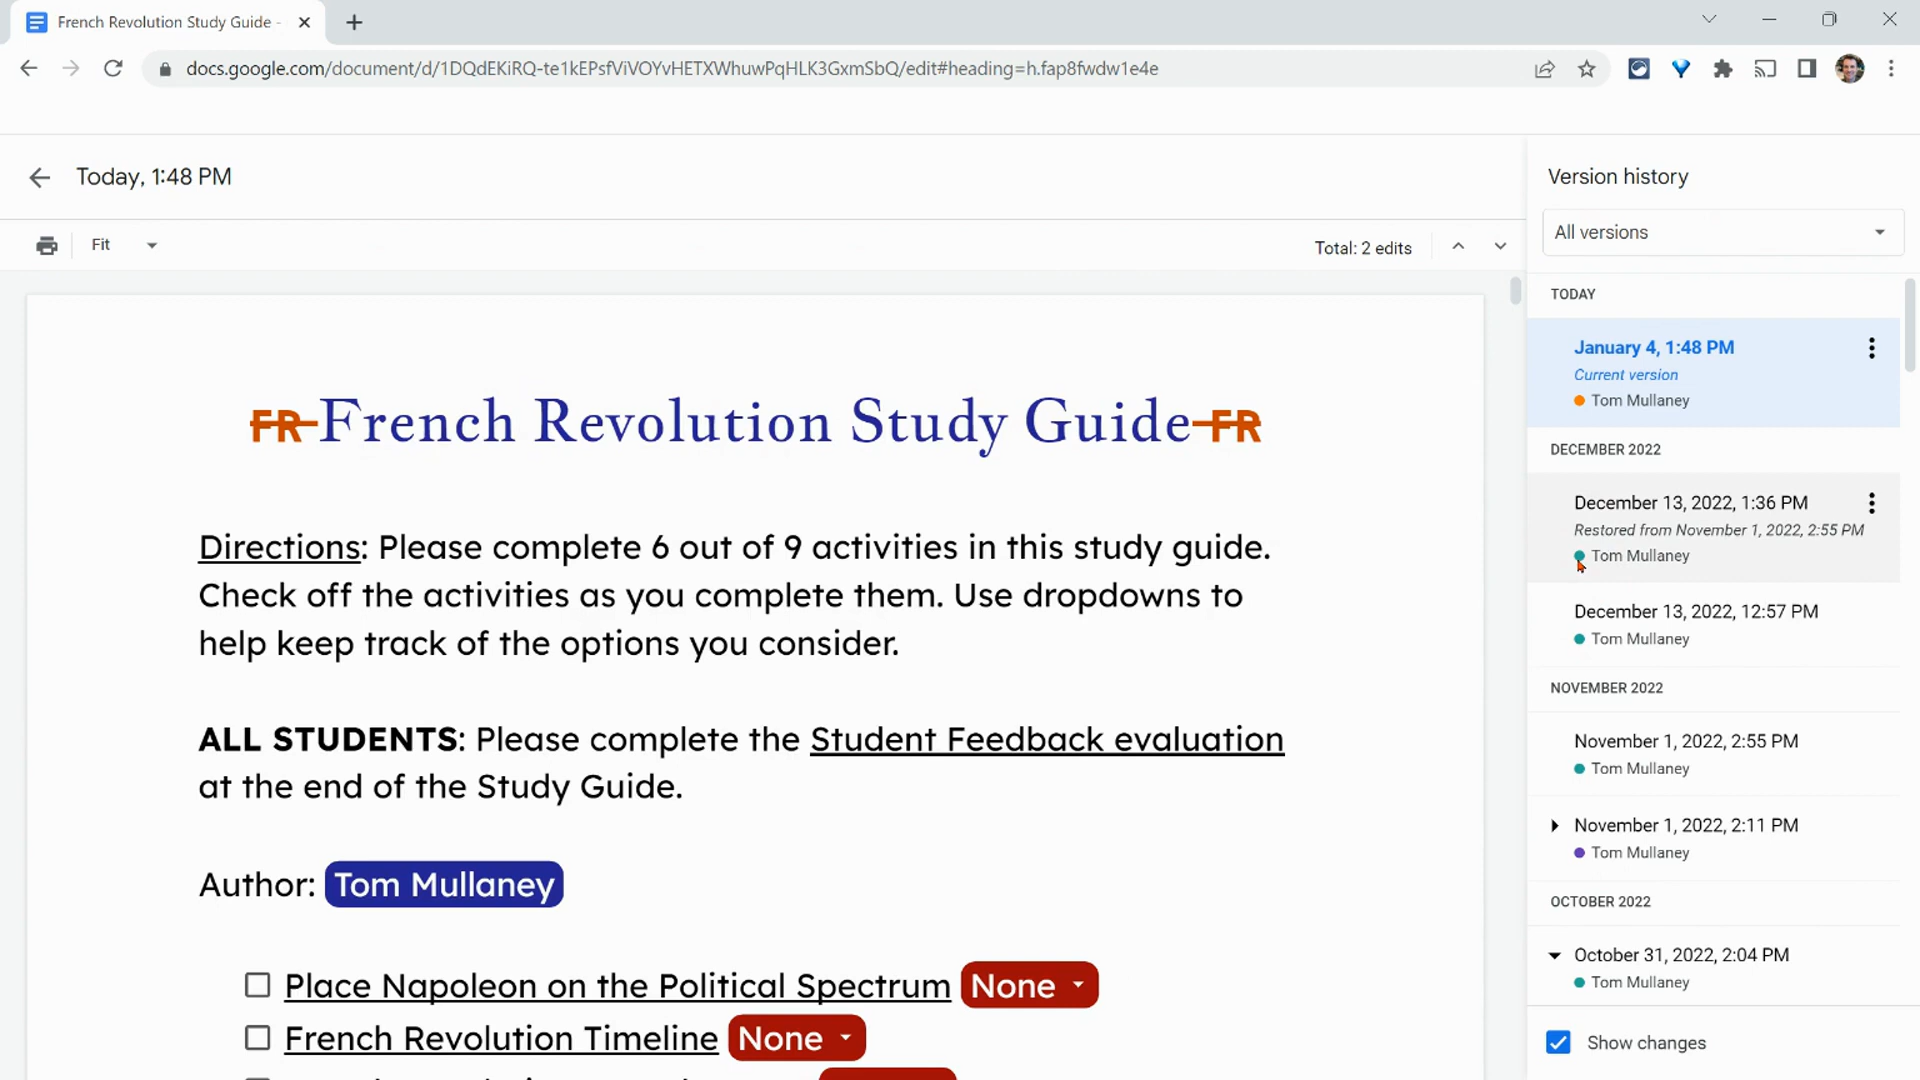 French Revolution Study Guide -
docs.google.com/document/d/1DQdEKiRQ-te1kEPsfViVOYvHETXWhuwPqHLK3GxmSbQ/edit#heading=h.fap8fwdw1e4e
Today, 1:48 PM
Fit
Total: 2 edits
FR French Revolution Study Guide FR
Directions: Please complete 6 out of 9 activities in this study guide.
Check off the activities as you complete them. Use dropdowns to
help keep track of the options you consider.
ALL STUDENTS: Please complete the Student Feedback evaluation
at the end of the Study Guide.
Author: Tom Mullaney
Place Napoleon on the Political Spectrum None
French Revolution Timeline None
Version history
All versions
TODAY
January 4, 1:48 PM
Current version
Tom Mullaney
DECEMBER 2022
December 13, 2022, 1:36 PM
Restored from November 1, 2022, 2:55 PM
Tom Mullaney
December 13, 2022, 12:57 PM
Tom Mullaney
NOVEMBER 2022
November 1, 2022, 2:55 PM
Tom Mullaney
November 1, 2022, 2:11 PM
Tom Mullaney
OCTOBER 2022
October 31, 2022, 2:04 PM
Tom Mullaney
Show changes